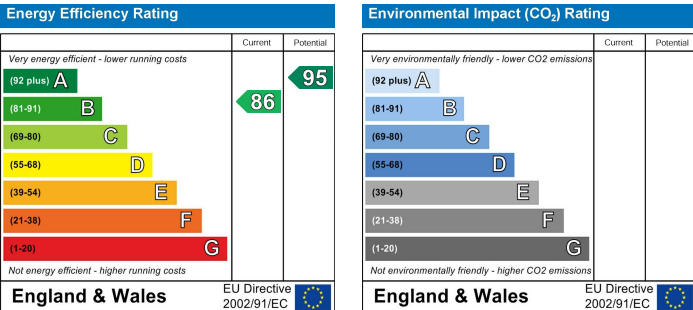 Energy Efficiency Rating
Current Potential
Very energy efficient - lower running costs
(92 plus) A
(81-91) B
(69-80) C
(55-68) D
(39-54) E
(21-38) F
(1-20) G
86
95
Not energy efficient - higher running costs
England & Wales
EU Directive
2002/91/EC
Environmental Impact (CO₂) Rating
Current Potential
Very environmentally friendly - lower CO2 emissions
(92 plus) A
(81-91) B
(69-80) C
(55-68) D
(39-54) E
(21-38) F
(1-20) G
Not environmentally friendly - higher CO2 emissions
England & Wales
EU Directive
2002/91/EC